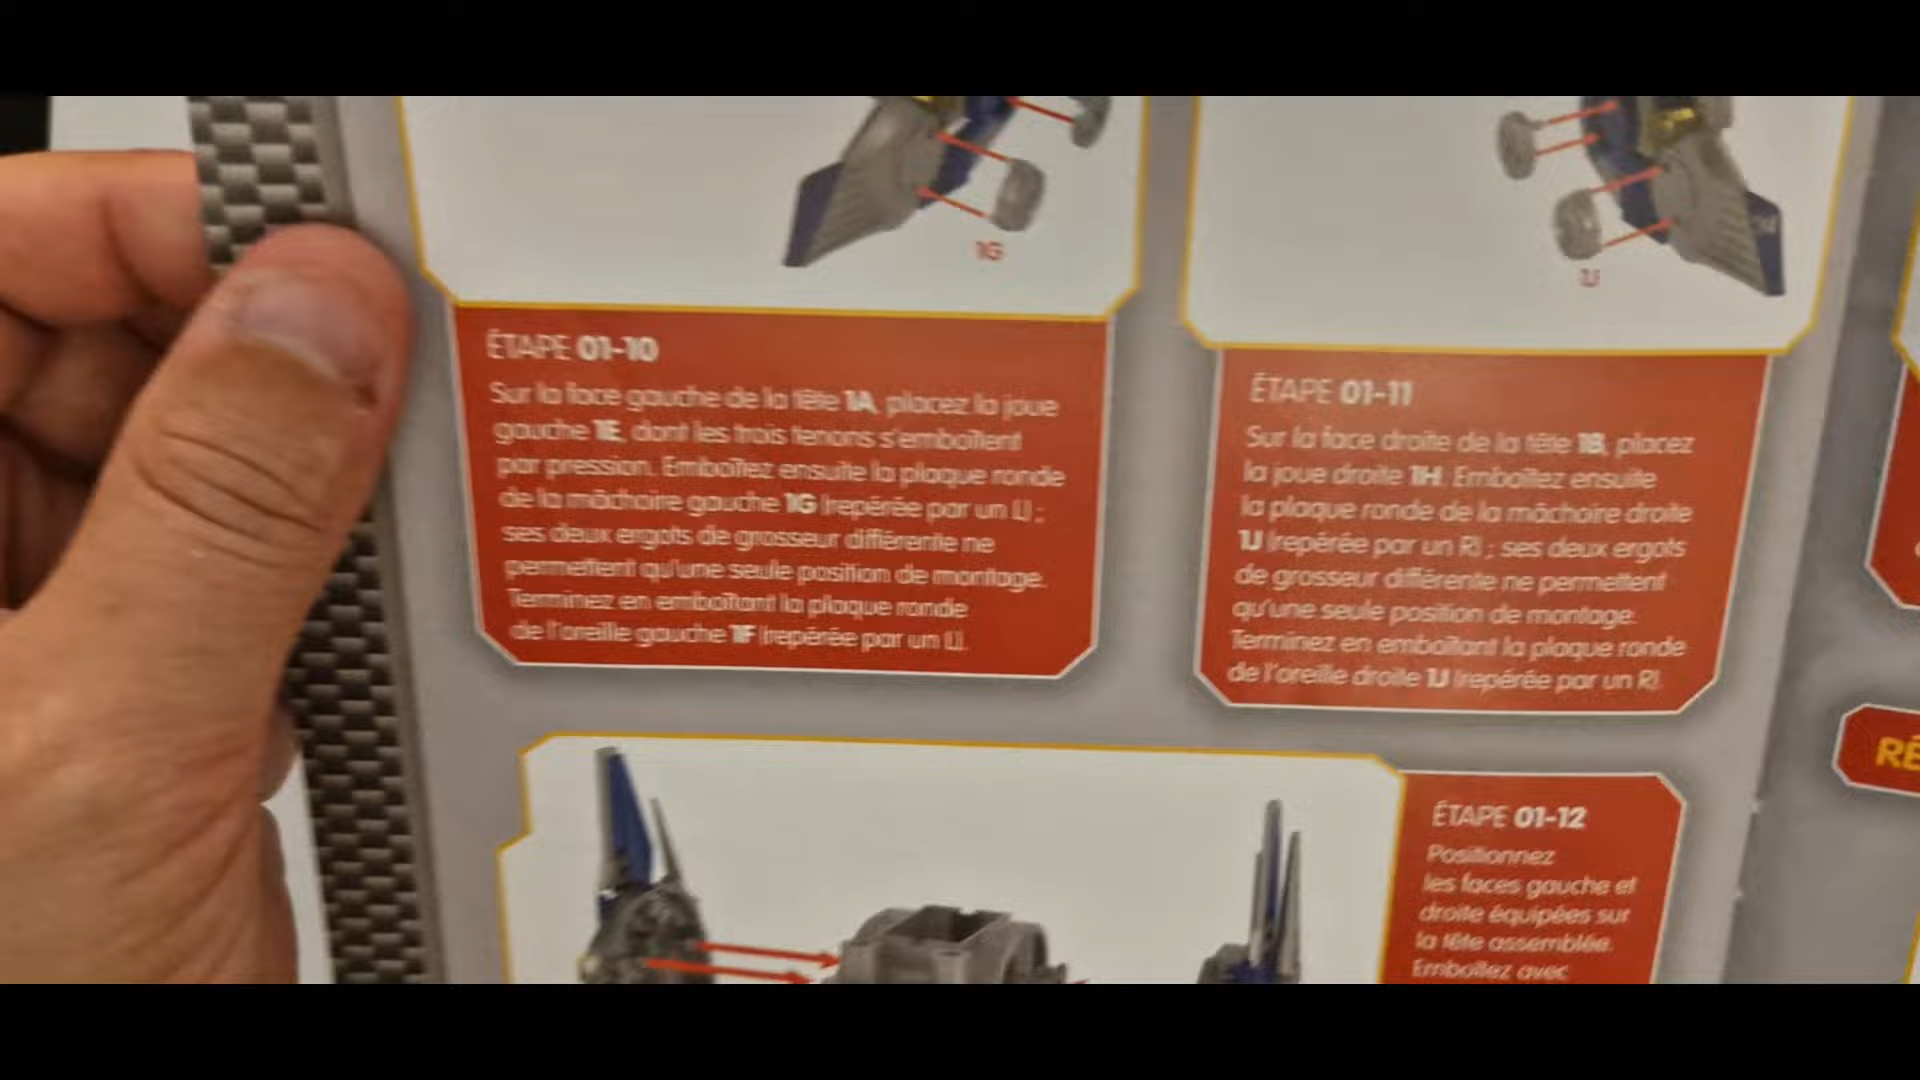 1G
1J
ÉTAPE 01-10
Sur la face gauche de la tête 1A, placez la joue
gauche 1E, dont les trois tenons s'emboîtent
par pression. Emboîtez ensuite la plaque ronde
de la mâchoire gauche 1G (repérée par un L) ;
ses deux ergots de grosseur différente ne
permettent qu'une seule position de montage.
Terminez en emboîtant la plaque ronde
de l'oreille gauche 1F (repérée par un L).
ÉTAPE 01-11
Sur la face droite de la tête 1B, placez
la joue droite 1H. Emboîtez ensuite
la plaque ronde de la mâchoire droite
1J (repérée par un R) ; ses deux ergots
de grosseur différente ne permettent
qu'une seule position de montage.
Terminez en emboîtant la plaque ronde
de l'oreille droite 1J (repérée par un R).
ÉTAPE 01-12
Positionnez
les faces gauche et
droite équipées sur
la tête assemblée.
Emboîtez avec
RÉ